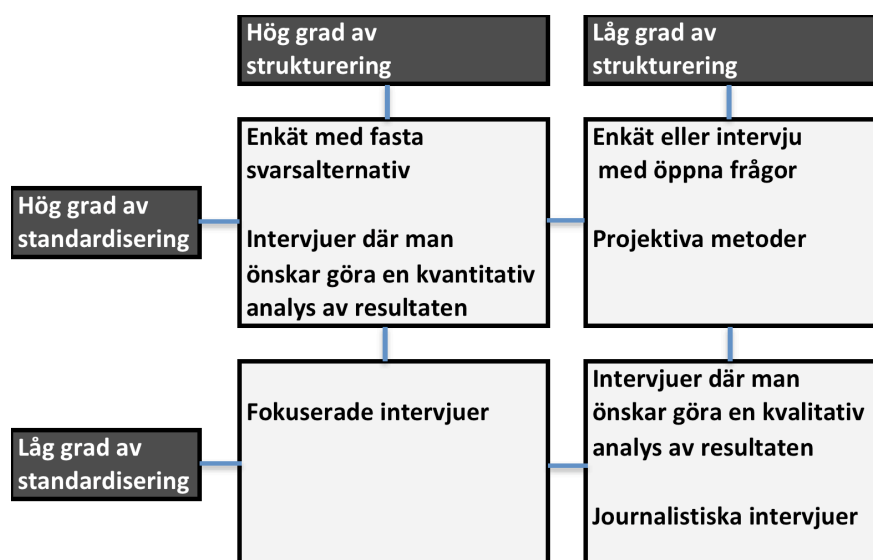 Hög grad av
strukturering
Låg grad av
strukturering
Hög grad av
standardisering
Enkät med fasta
svarsalternativ
Intervjuer där man
önskar göra en kvantitativ
analys av resultaten
Enkät eller intervju
med öppna frågor
Projektiva metoder
Låg grad av
standardisering
Fokuserade intervjuer
Intervjuer där man
önskar göra en kvalitativ
analys av resultaten
Journalistiska intervjuer